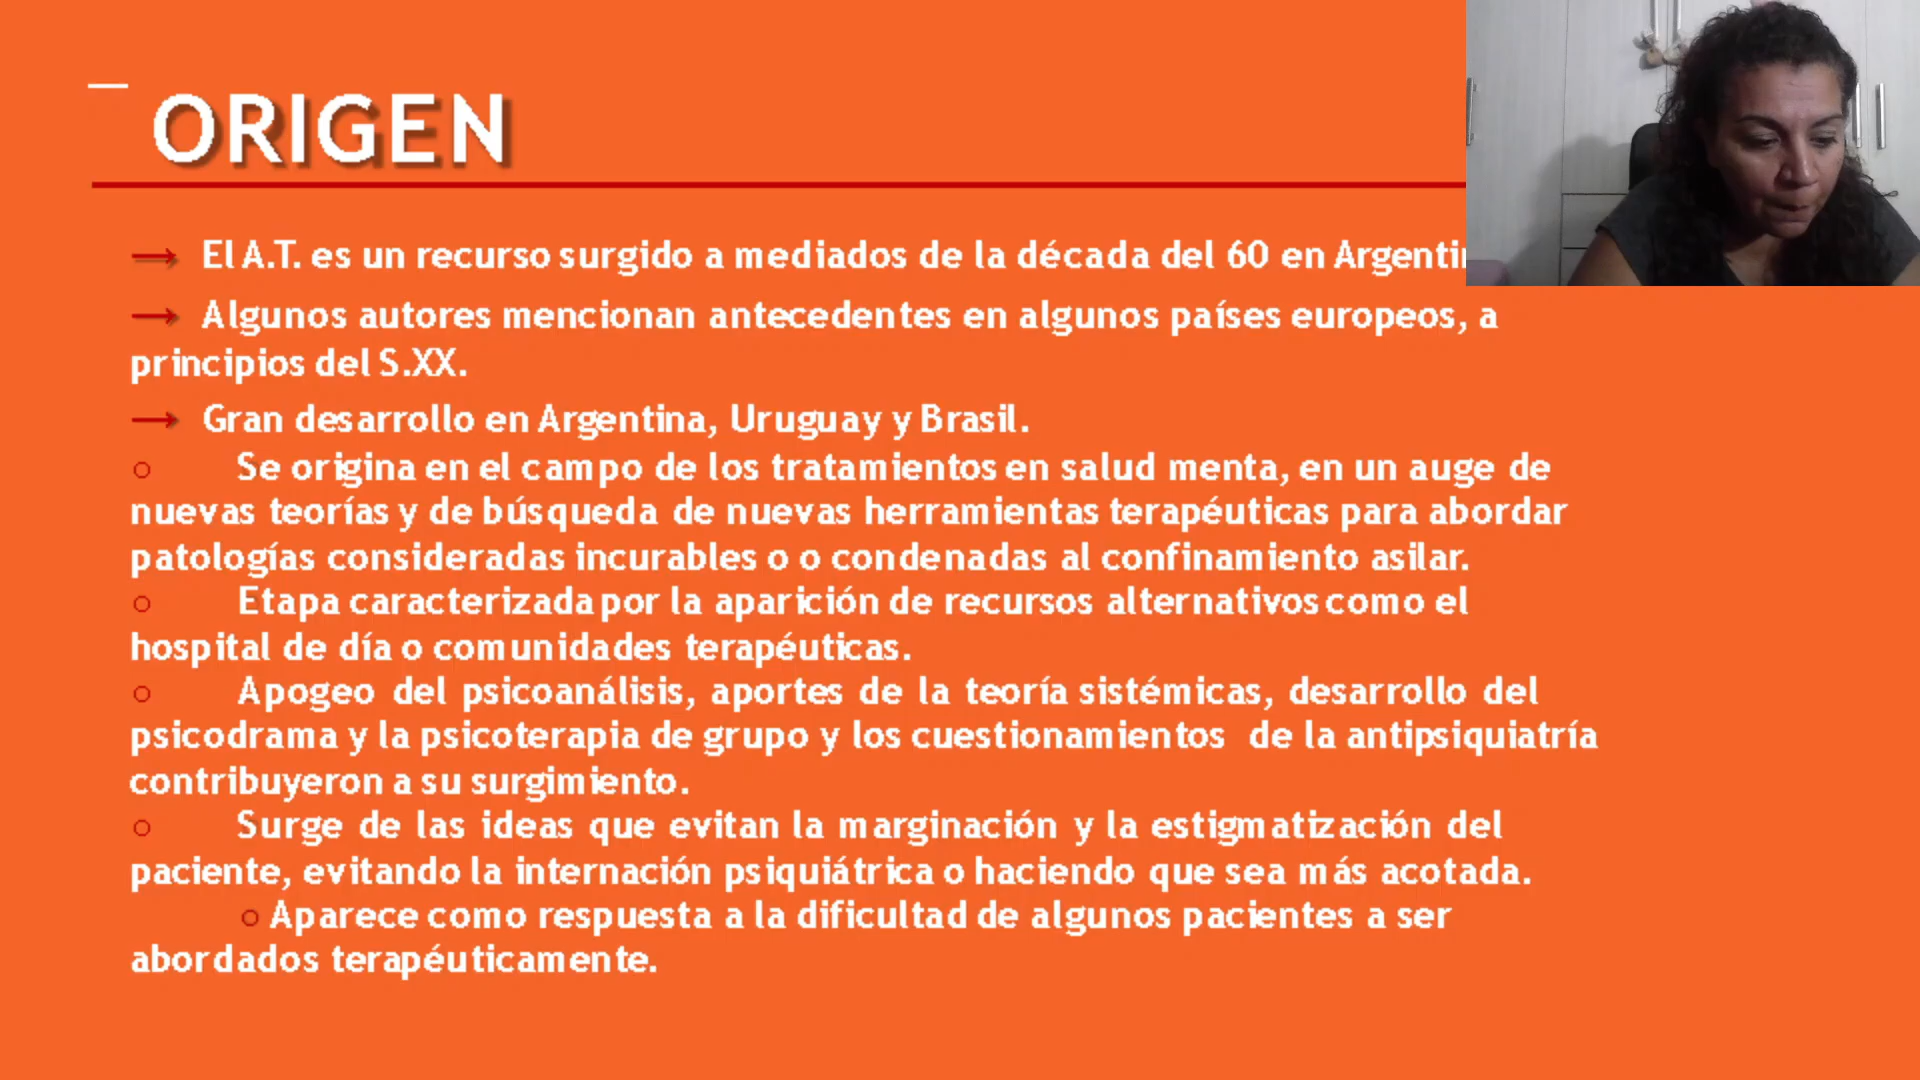 ORIGEN
→ El A.T. es un recurso surgido a mediados de la década del 60 en
→ Algunos autores mencionan antecedentes en algunos países europeos, a
principios del S.XX.
→ Gran desarrollo en Argentina, Uruguay y Brasil.
○ Se origina en el campo de los tratamientos en salud menta, en un auge de
nuevas teorías y de búsqueda de nuevas herramientas terapéuticas para abordar
patologías consideradas incurables o o condenadas al confinamiento asilar.
○ Etapa caracterizada por la aparición de recursos alternativos como el
hospital de día o comunidades terapéuticas.
○ Apogeo del psicoanálisis, aportes de la teoría sistémicas, desarrollo del
psicodrama y la psicoterapia de grupo y los cuestionamientos de la antipsiquiatría
contribuyeron a su surgimiento.
○ Surge de las ideas que evitan la marginación y la estigmatización del
paciente, evitando la internación psiquiátrica o haciendo que sea más acotada.
○ Aparece como respuesta a la dificultad de algunos pacientes a ser
abordados terapéuticamente.